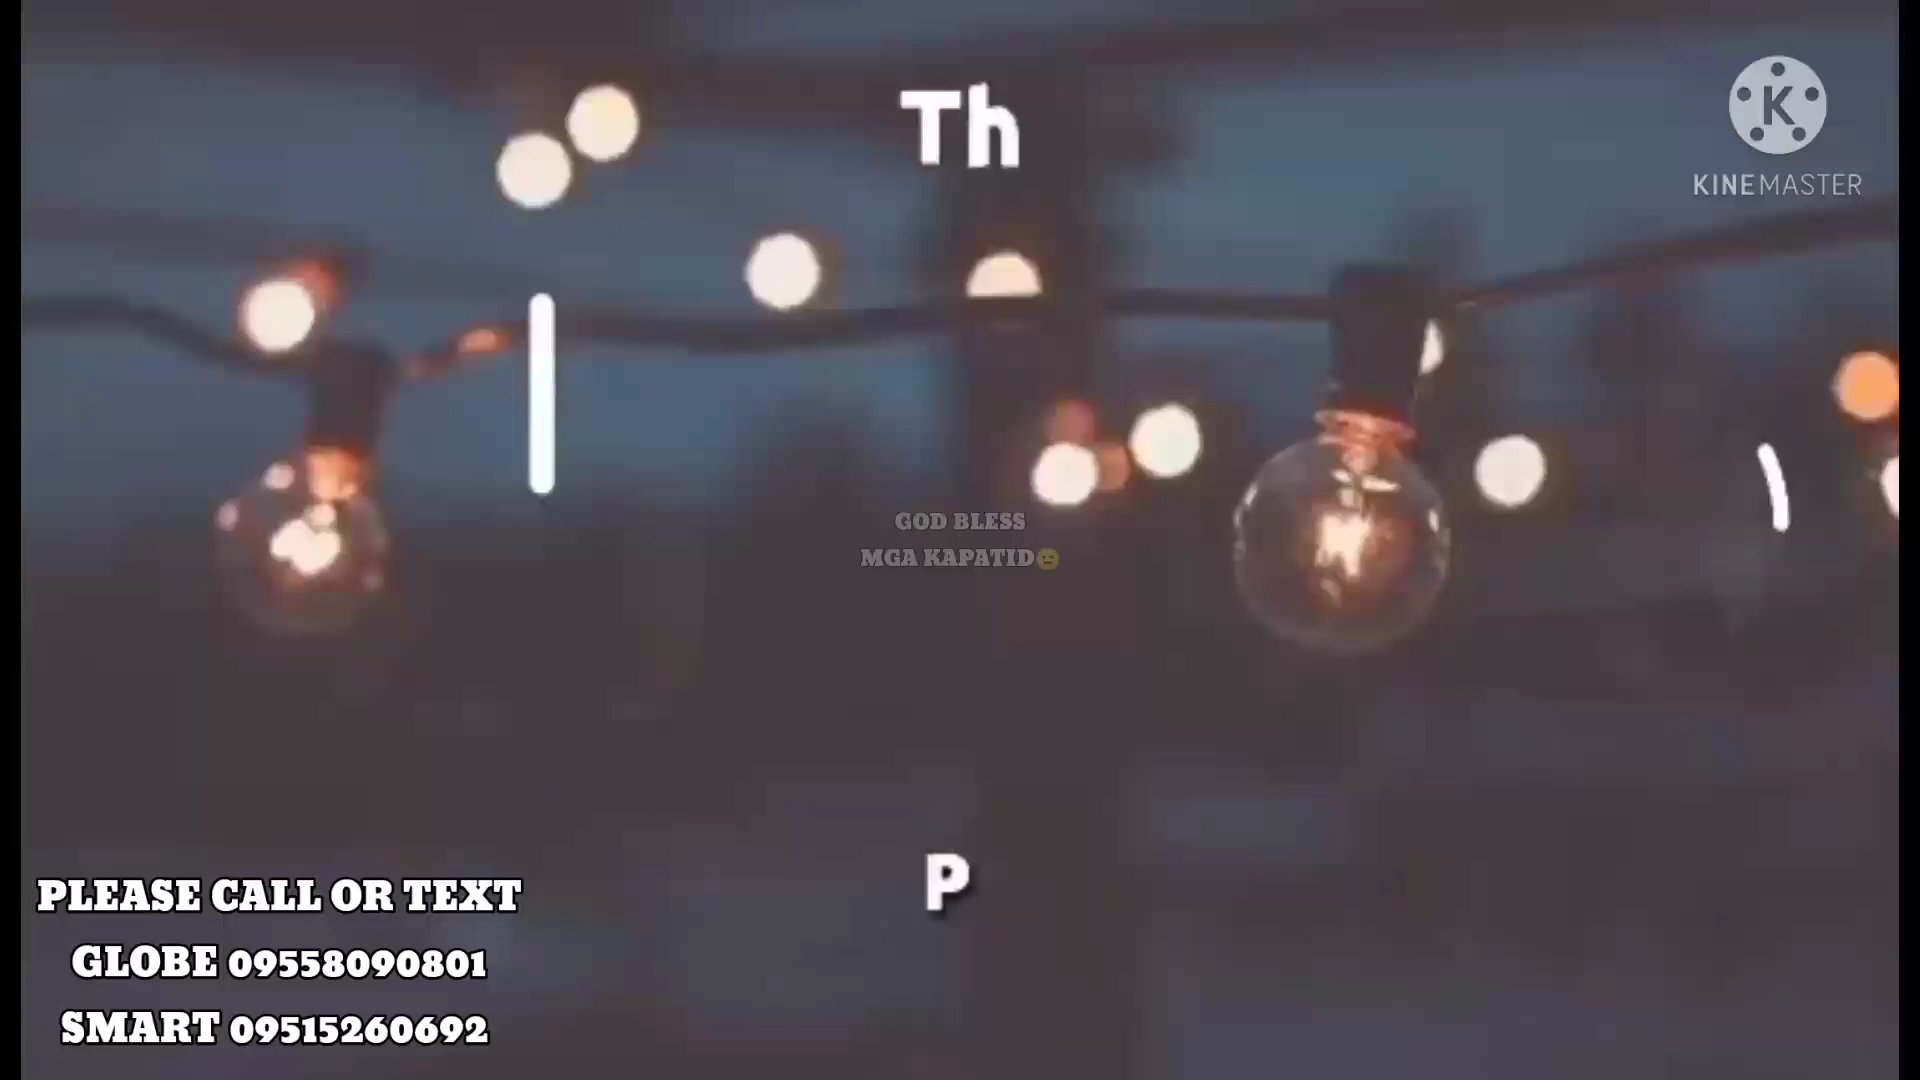 Th
KINEMASTER
GOD BLESS
MGA KAPATID😐
P
PLEASE CALL OR TEXT
GLOBE 09558090801
SMART 09515260692